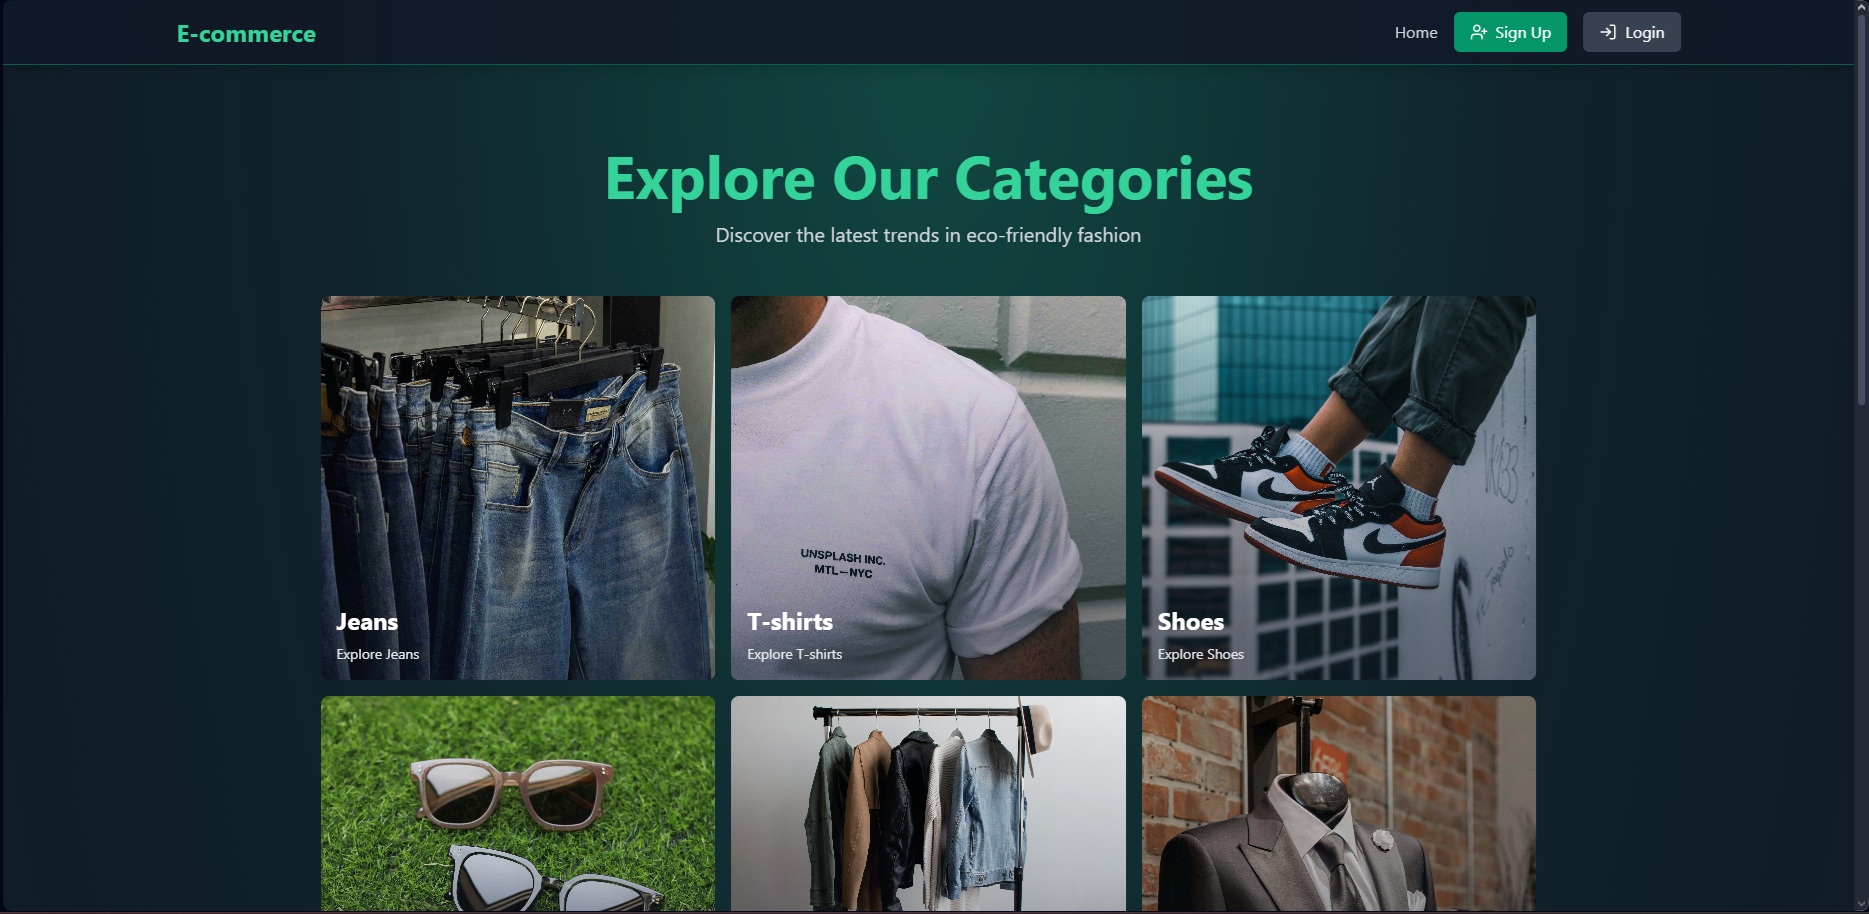 E-commerce
Home
Sign Up
Login
Explore Our Categories
Discover the latest trends in eco-friendly fashion
UNSPLASH INC.
MTL—NYC
Jeans
Explore Jeans
T-shirts
Explore T-shirts
Shoes
Explore Shoes